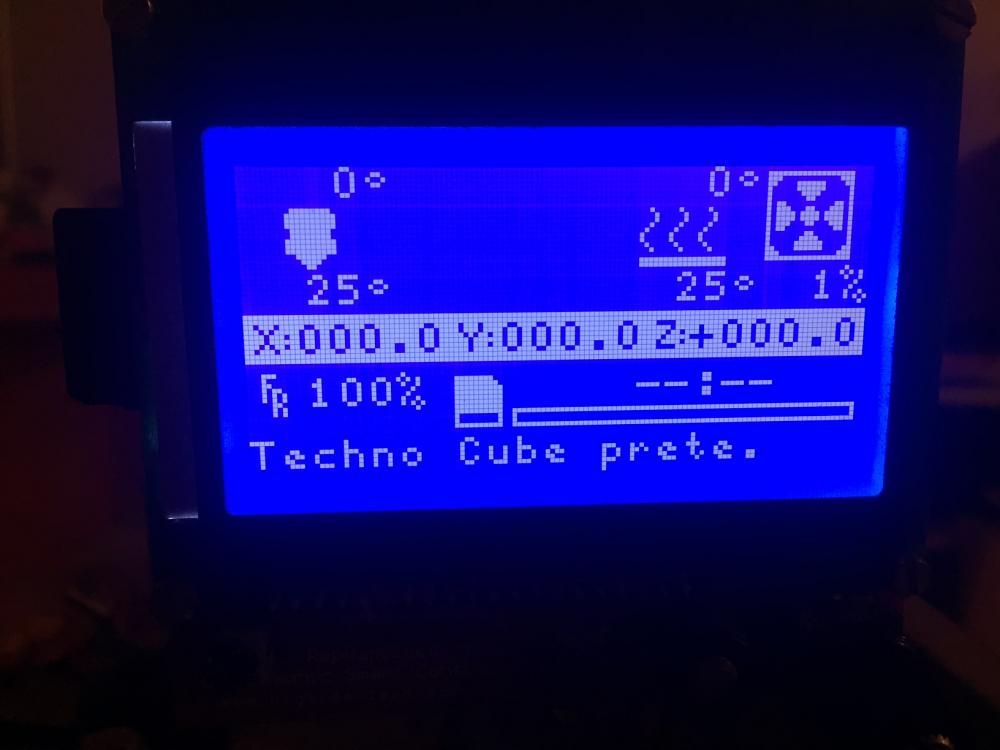 0° 0°
25° 25° 1%
X:000.0 Y:000.0 Z:+000.0
FR 100% --:--
Techno Cube prete.